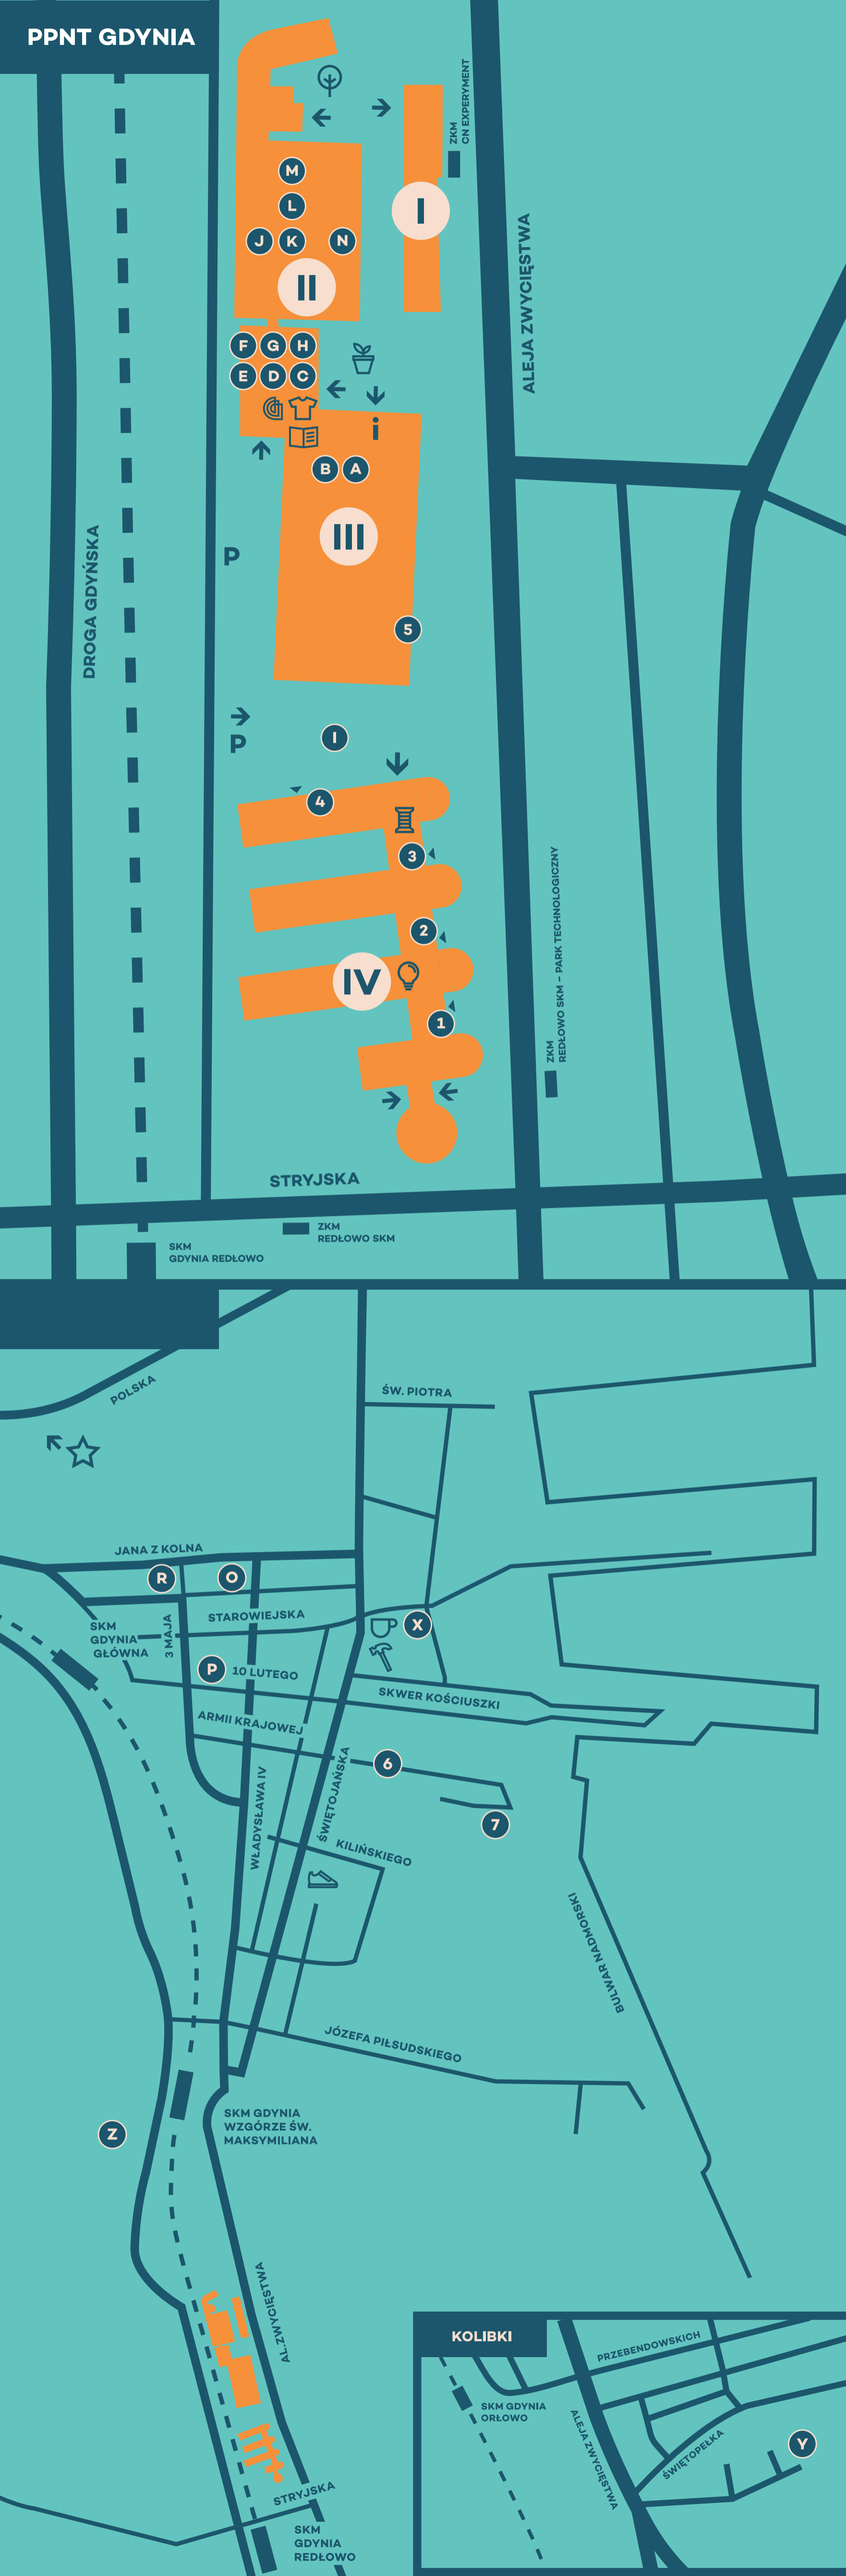 PPNT GDYNIA
ZKM
CN EXPERIMENT
M
L
J
K
N
I
II
ALEJA ZWYCIĘSTWA
F
G
H
E
D
C
i
B
A
III
DROGA GDYŃSKA
P
5
P
I
4
3
2
IV
1
ZKM
REDŁOWO SKM – PARK TECHNOLOGICZNY
STRYJSKA
ZKM
REDŁOWO SKM
SKM
GDYNIA REDŁOWO
POLSKA
ŚW. PIOTRA
JANA Z KOLNA
R
O
STAROWIEJSKA
X
SKM
GDYNIA
GŁÓWNA
3 MAJA
P
10 LUTEGO
SKWER KOŚCIUSZKI
ARMII KRAJOWEJ
6
7
WŁADYSŁAWA IV
ŚWIĘTOJAŃSKA
KILIŃSKIEGO
BULWAR NADMORSKI
JÓZEFA PIŁSUDSKIEGO
SKM GDYNIA
WZGÓRZE ŚW.
MAKSYMILIANA
Z
AL.ZWYCIĘSTWA
STRYJSKA
SKM
GDYNIA
REDŁOWO
KOLIBKI
PRZEBENDOWSKICH
SKM GDYNIA
ORŁOWO
ALEJA ZWYCIĘSTWA
ŚWIĘTOPEŁKA
Y